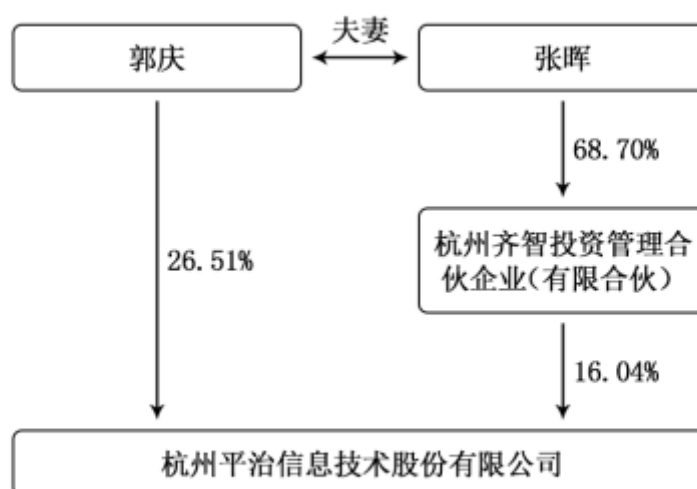 夫妻
郭庆
张晖
68.70%
杭州齐智投资管理合
伙企业(有限合伙)
26.51%
16.04%
杭州平治信息技术股份有限公司